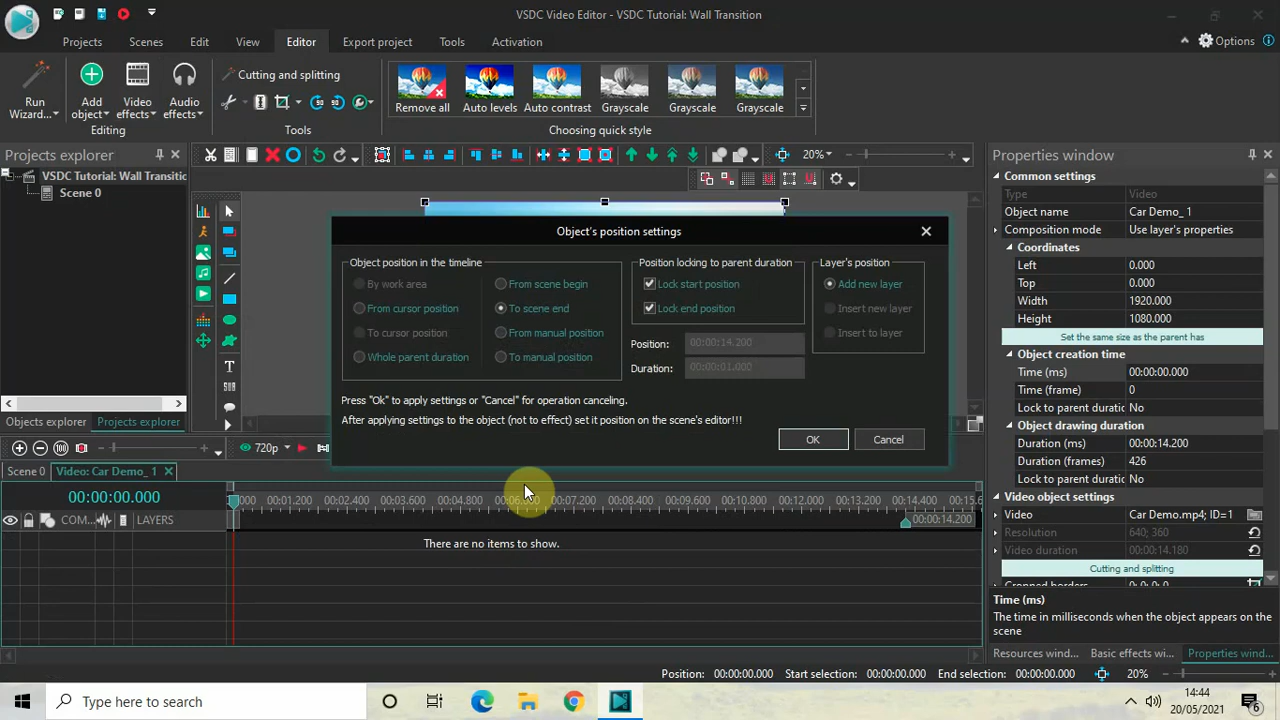 VSDC Video Editor - VSDC Tutorial: Wall Transition
Projects
Scenes
Edit
View
Editor
Export project
Tools
Activation
Options
Run
Wizard...
Add
object
Video
effects
Audio
effects
Editing
Cutting and splitting
Tools
Remove all
Auto levels
Auto contrast
Grayscale
Grayscale
Grayscale
Choosing quick style
Projects explorer
VSDC Tutorial: Wall Transitic
Scene 0
20%
Objects explorer
Projects explorer
Object's position settings
Object position in the timeline
By work area
From cursor position
To cursor position
Whole parent duration
From scene begin
To scene end
From manual position
To manual position
Position locking to parent duration
Lock start position
Lock end position
Position:
00:00:14.200
Duration:
00:00:01.000
Layer's position
Add new layer
Insert new layer
Insert to layer
Press "Ok" to apply settings or "Cancel" for operation canceling.
After applying settings to the object (not to effect) set it position on the scene's editor!!!
OK
Cancel
720p
Scene 0
Video: Car Demo_ 1
00:00:00.000
000
00:01.200
00:02.400
00:03.600
00:04.800
00:06.000
00:07.200
00:08.400
00:09.600
00:10.800
00:12.000
00:13.200
00:14.400
00:15.6
00:00:14.200
COM...
LAYERS
There are no items to show.
Properties window
Common settings
Type Video
Object name Car Demo_ 1
Composition mode Use layer's properties
Coordinates
Left 0.000
Top 0.000
Width 1920.000
Height 1080.000
Set the same size as the parent has
Object creation time
Time (ms) 00:00:00.000
Time (frame) 0
Lock to parent duratic No
Object drawing duration
Duration (ms) 00:00:14.200
Duration (frames) 426
Lock to parent duratic No
Video object settings
Video Car Demo.mp4; ID=1
Resolution 640; 360
Video duration 00:00:14.180
Cutting and splitting
Cropped borders 0; 0; 0; 0
Time (ms)
The time in milliseconds when the object appears on the
scene
Resources wind...
Basic effects wi...
Properties wind...
Position: 00:00:00.000
Start selection: 00:00:00.000
End selection: 00:00:00.000
20%
Type here to search
14:44
20/05/2021
6